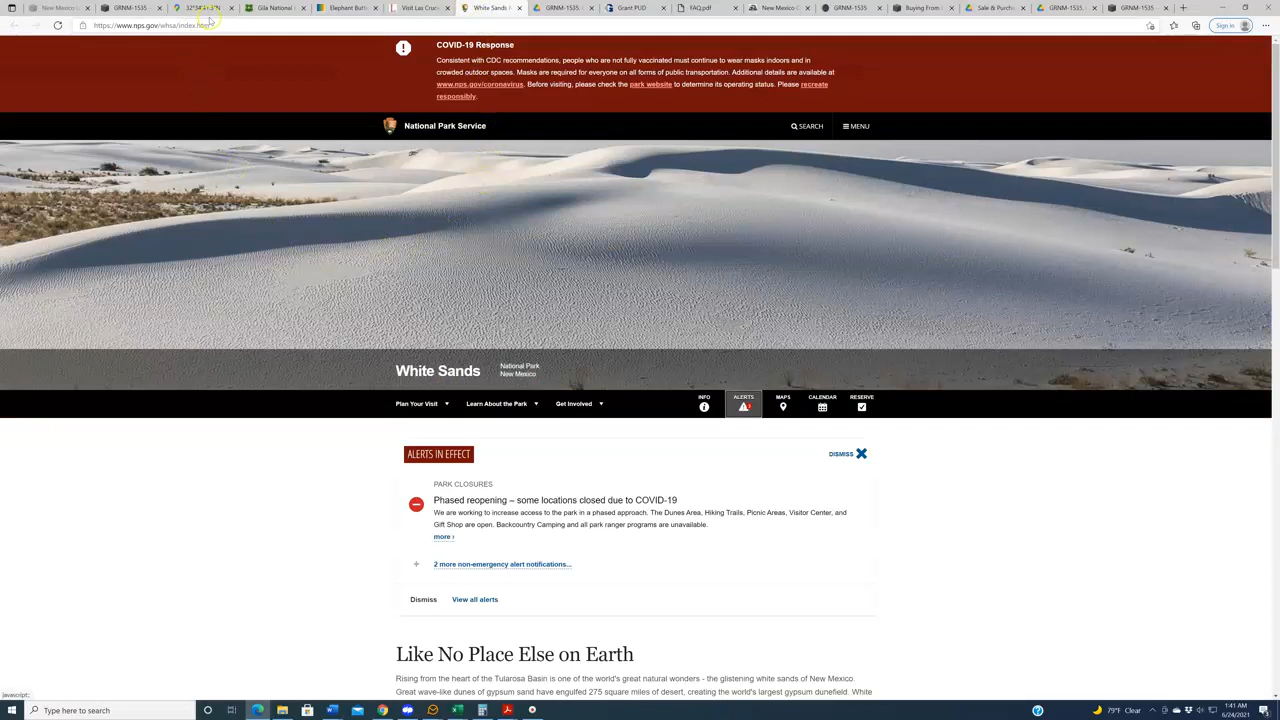 New Mexico L
GRNM-1535
32°58'04.3"N
Gila National
Elephant Butt
Visit Las Cruce
White Sands N
GRNM-1535.
Grant PUD
FAQ.pdf
New Mexico C
GRNM-1535
Buying From
Sale & Purch
GRNM-1535.
GRNM-1535
https://www.nps.gov/whsa/index.htm
Sign in
COVID-19 Response
Consistent with CDC recommendations, people who are not fully vaccinated must continue to wear masks indoors and in
crowded outdoor spaces. Masks are required for everyone on all forms of public transportation. Additional details are available at
www.nps.gov/coronavirus. Before visiting, please check the park website to determine its operating status. Please recreate
responsibly.
National Park Service
SEARCH
MENU
White Sands
National Park
New Mexico
Plan Your Visit
Learn About the Park
Get Involved
INFO
ALERTS
MAPS
CALENDAR
RESERVE
ALERTS IN EFFECT
DISMISS
PARK CLOSURES
Phased reopening – some locations closed due to COVID-19
We are working to increase access to the park in a phased approach. The Dunes Area, Hiking Trails, Picnic Areas, Visitor Center, and
Gift Shop are open. Backcountry Camping and all park ranger programs are unavailable.
more ›
2 more non-emergency alert notifications...
Dismiss
View all alerts
Like No Place Else on Earth
Rising from the heart of the Tularosa Basin is one of the world's great natural wonders - the glistening white sands of New Mexico.
Great wave-like dunes of gypsum sand have engulfed 275 square miles of desert, creating the world's largest gypsum dunefield. White
javascript:;
Type here to search
79°F Clear
1:41 AM
6/24/2021